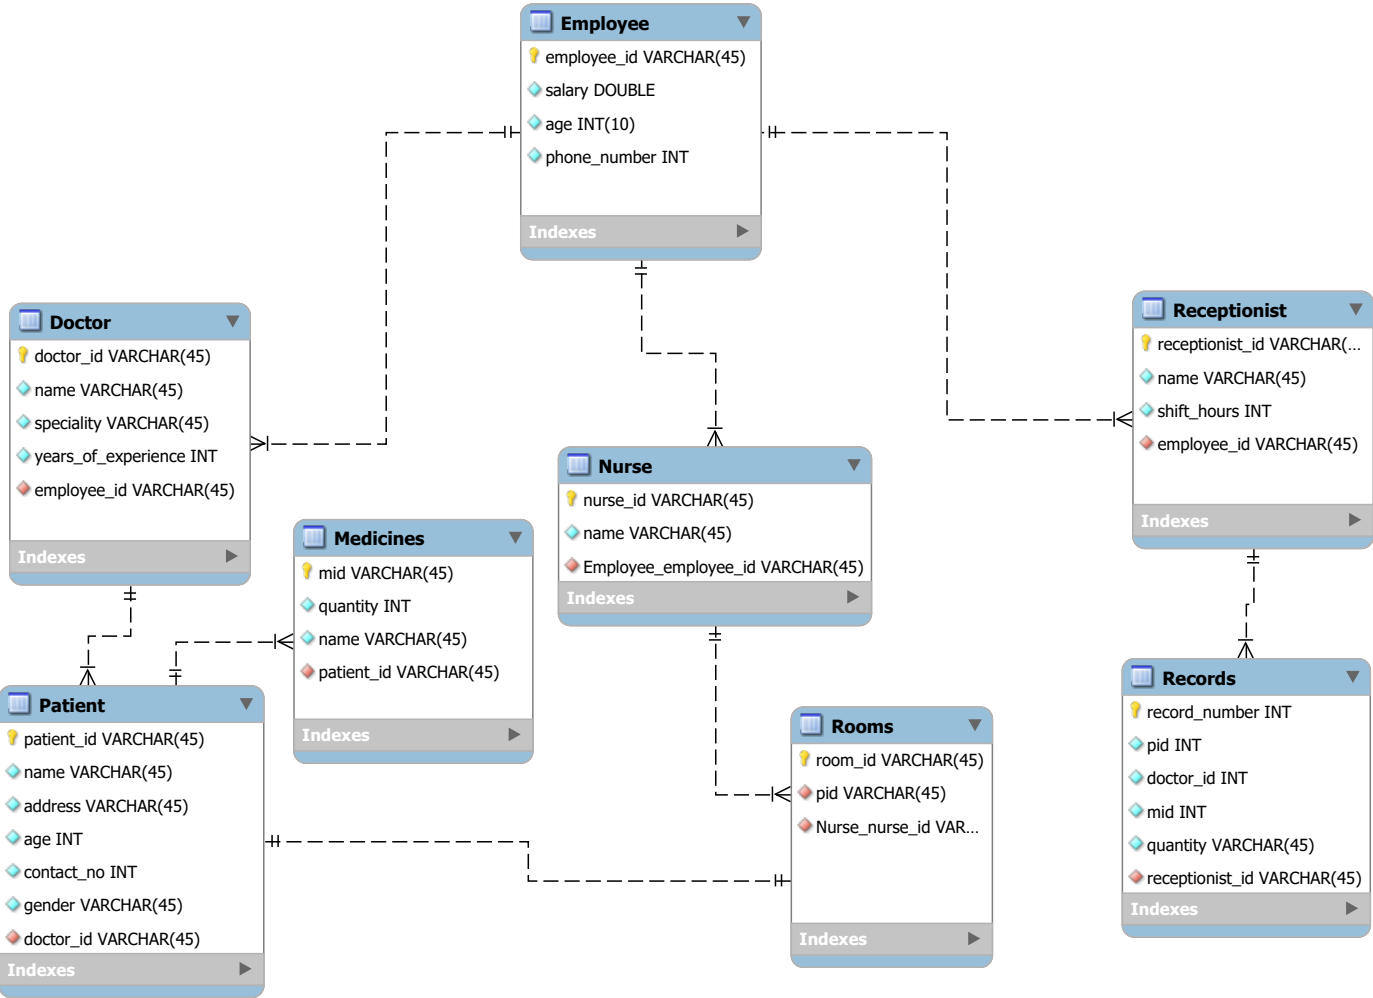 Employee
employee_id VARCHAR(45)
salary DOUBLE
age INT(10)
phone_number INT
Indexes
Doctor
doctor_id VARCHAR(45)
name VARCHAR(45)
speciality VARCHAR(45)
years_of_experience INT
employee_id VARCHAR(45)
Indexes
Receptionist
receptionist_id VARCHAR(...
name VARCHAR(45)
shift_hours INT
employee_id VARCHAR(45)
Indexes
Nurse
nurse_id VARCHAR(45)
name VARCHAR(45)
Employee_employee_id VARCHAR(45)
Indexes
Medicines
mid VARCHAR(45)
quantity INT
name VARCHAR(45)
patient_id VARCHAR(45)
Indexes
Patient
patient_id VARCHAR(45)
name VARCHAR(45)
address VARCHAR(45)
age INT
contact_no INT
gender VARCHAR(45)
doctor_id VARCHAR(45)
Indexes
Rooms
room_id VARCHAR(45)
pid VARCHAR(45)
Nurse_nurse_id VAR...
Indexes
Records
record_number INT
pid INT
doctor_id INT
mid INT
quantity VARCHAR(45)
receptionist_id VARCHAR(45)
Indexes